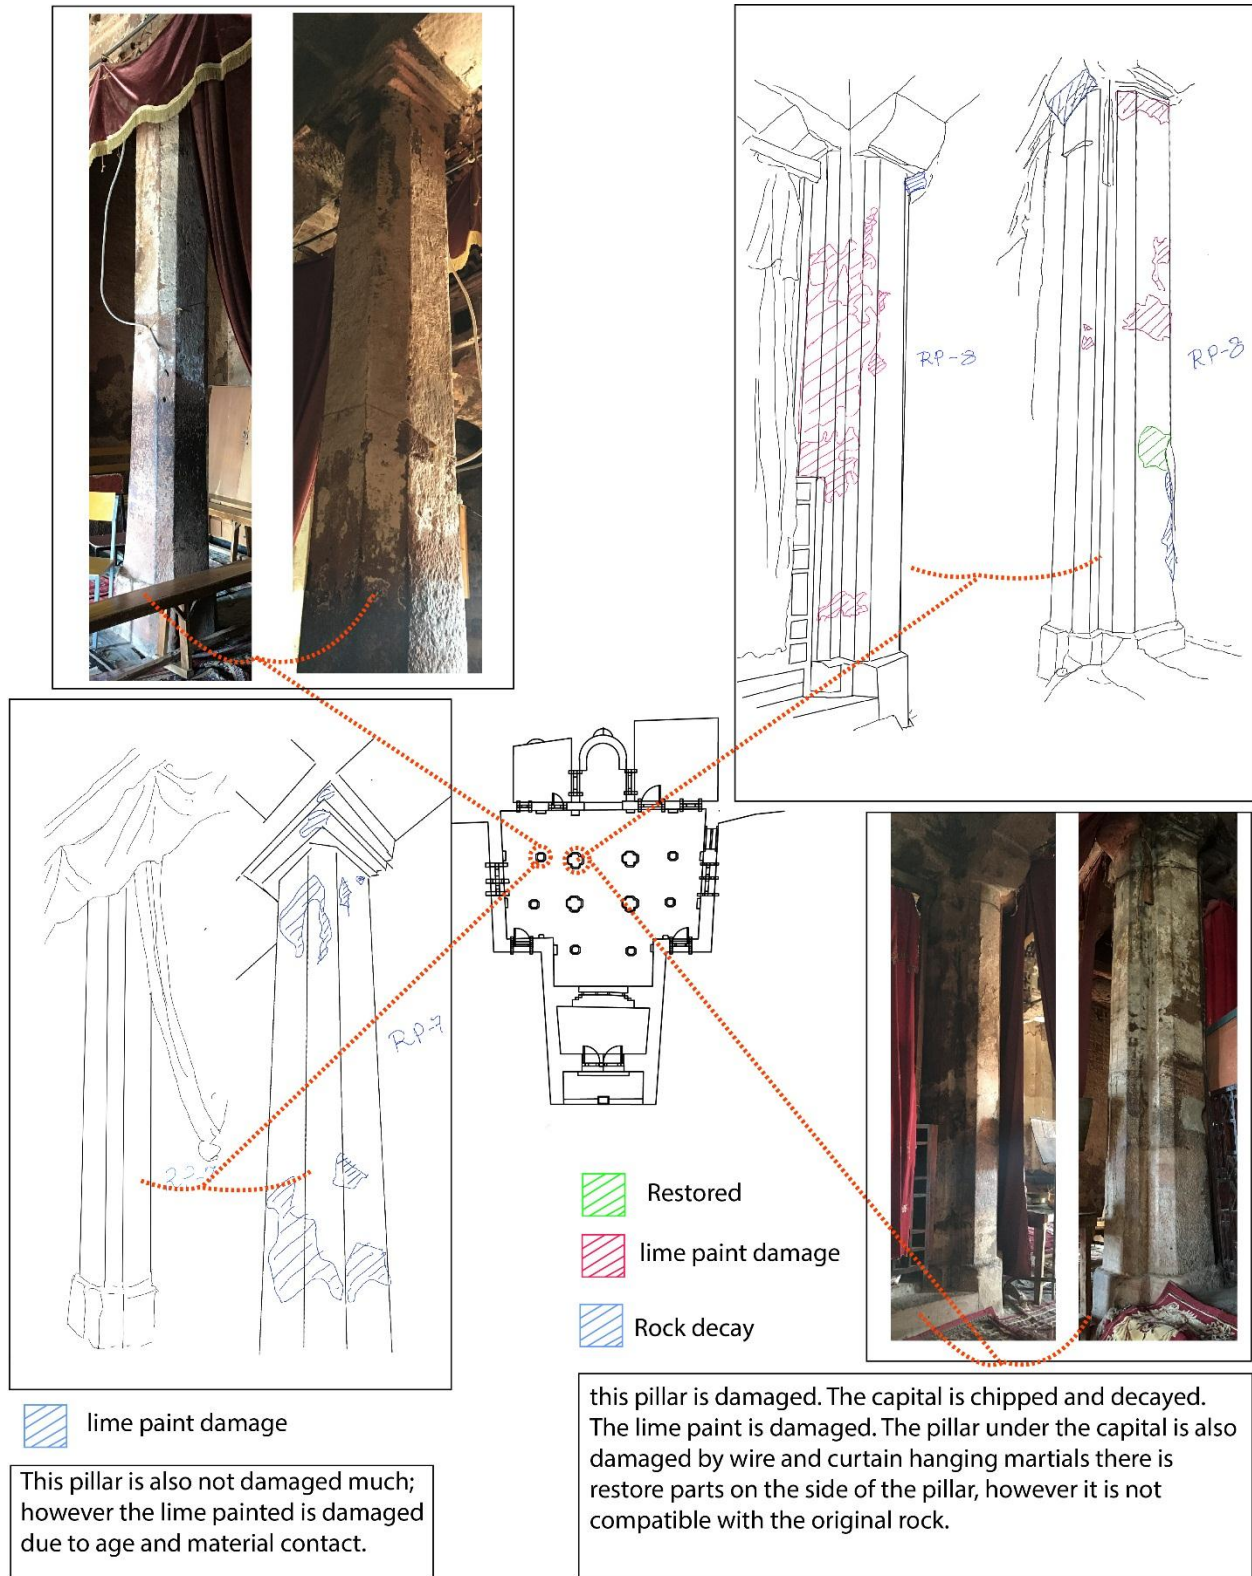 RP-8
RP-8
RP-7
Restored
lime paint damage
Rock decay
lime paint damage
This pillar is also not damaged much;
however the lime painted is damaged
due to age and material contact.
this pillar is damaged. The capital is chipped and decayed.
The lime paint is damaged. The pillar under the capital is also
damaged by wire and curtain hanging martials there is
restore parts on the side of the pillar, however it is not
compatible with the original rock.